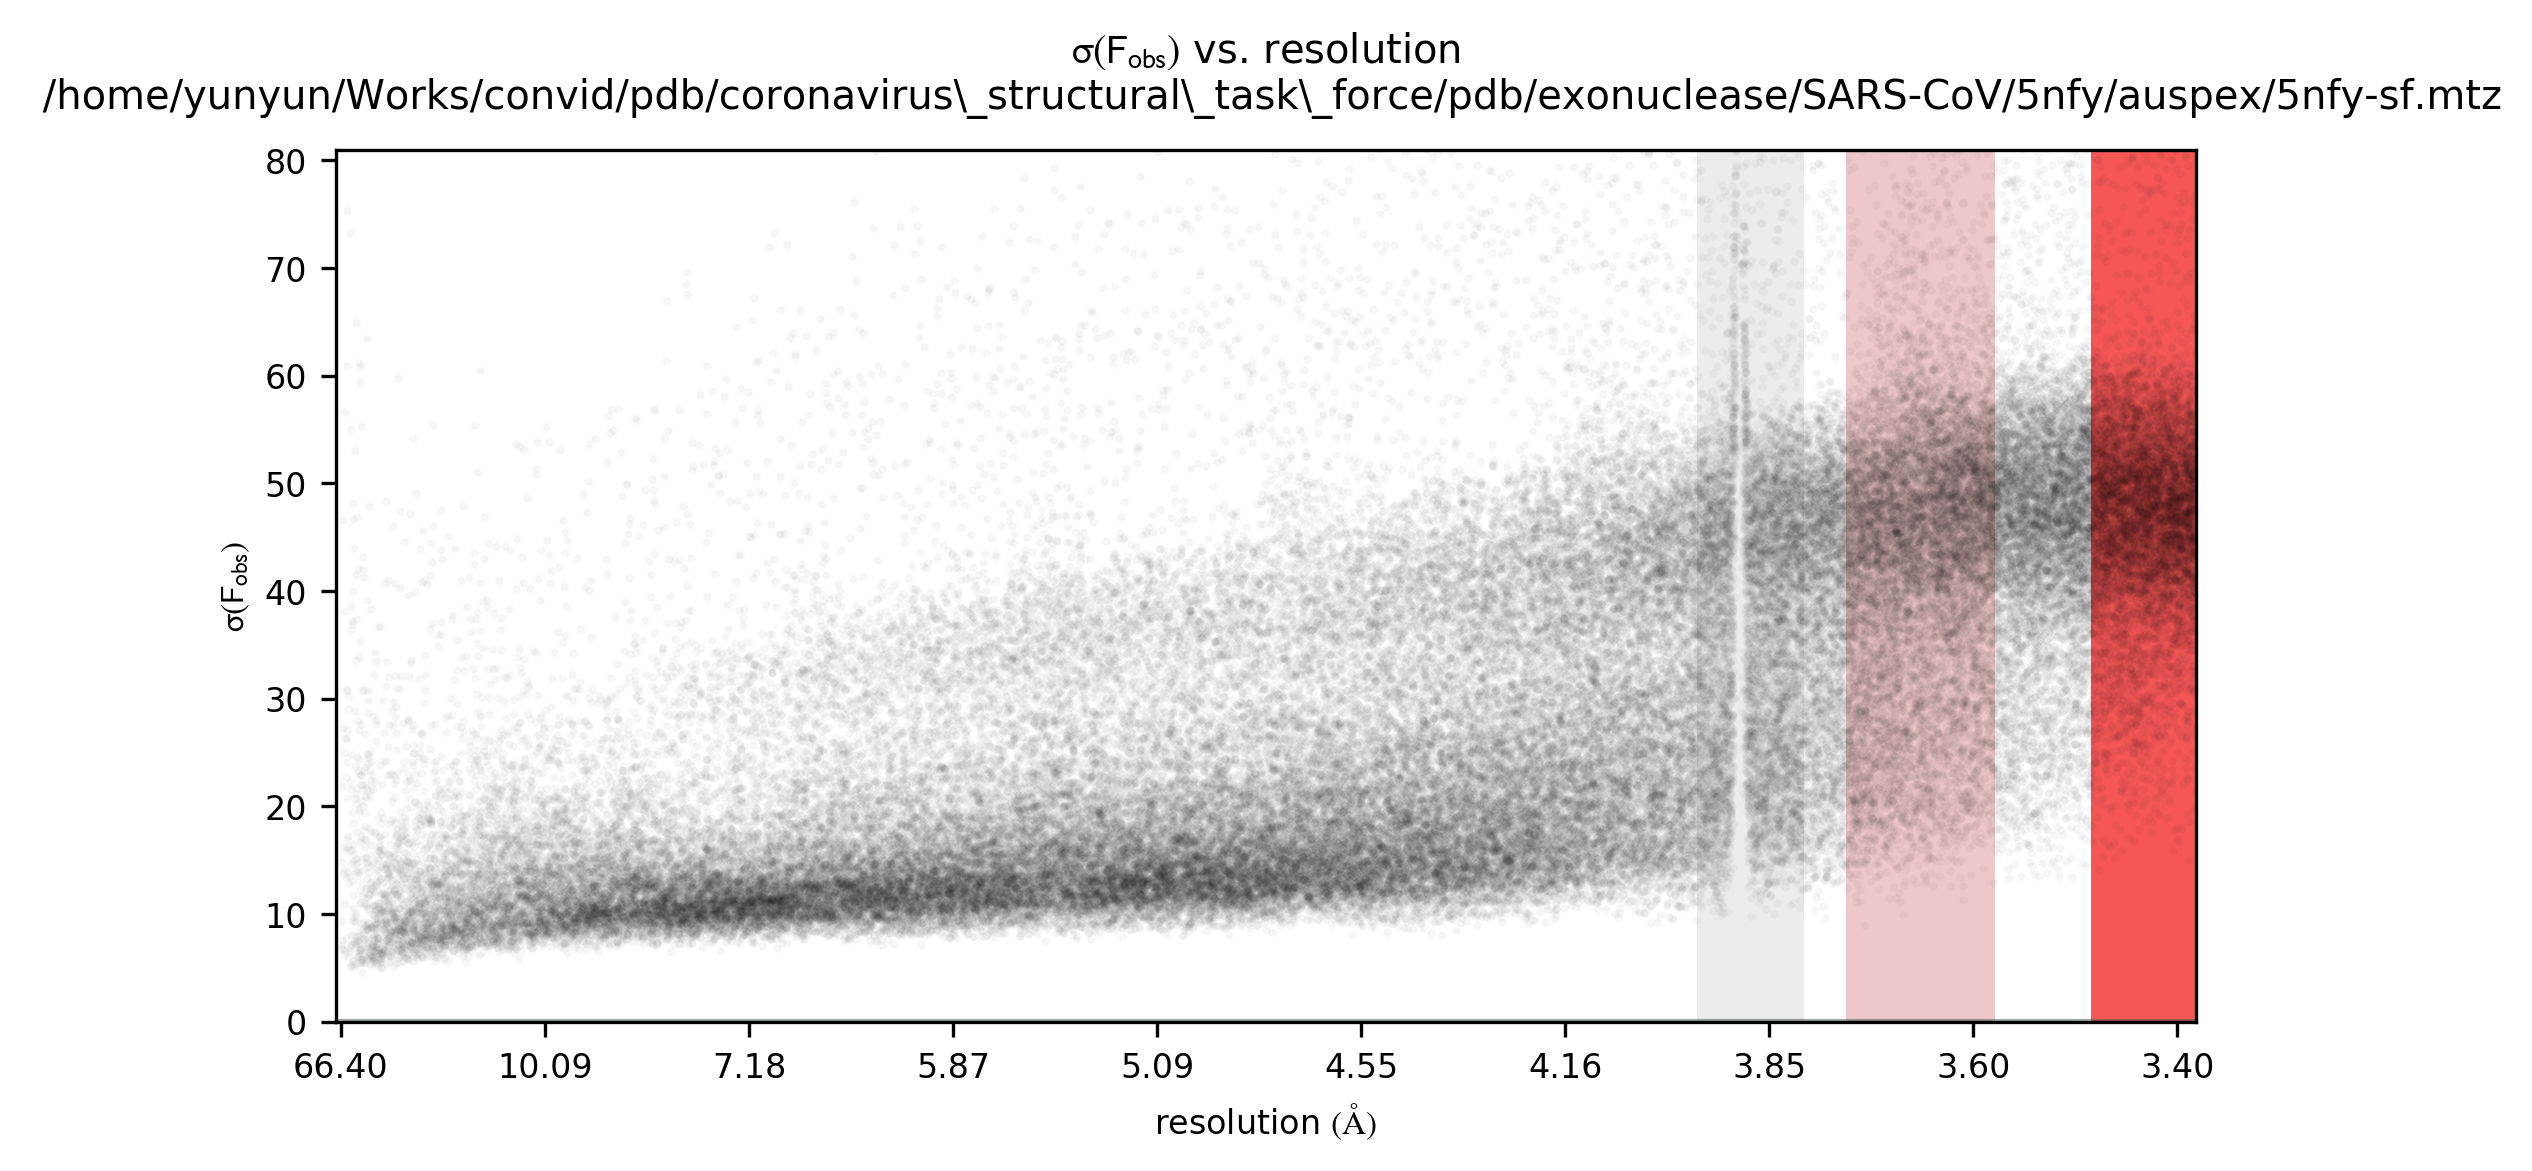 σ(Fobs) vs. resolution
/home/yunyun/Works/convid/pdb/coronavirus\_structural\_task\_force/pdb/exonuclease/SARS-CoV/5nfy/auspex/5nfy-sf.mtz
80
70
60
50
40
30
20
10
0
σ(Fobs)
66.40 10.09 7.18 5.87 5.09 4.55 4.16 3.85 3.60 3.40
resolution (Å)